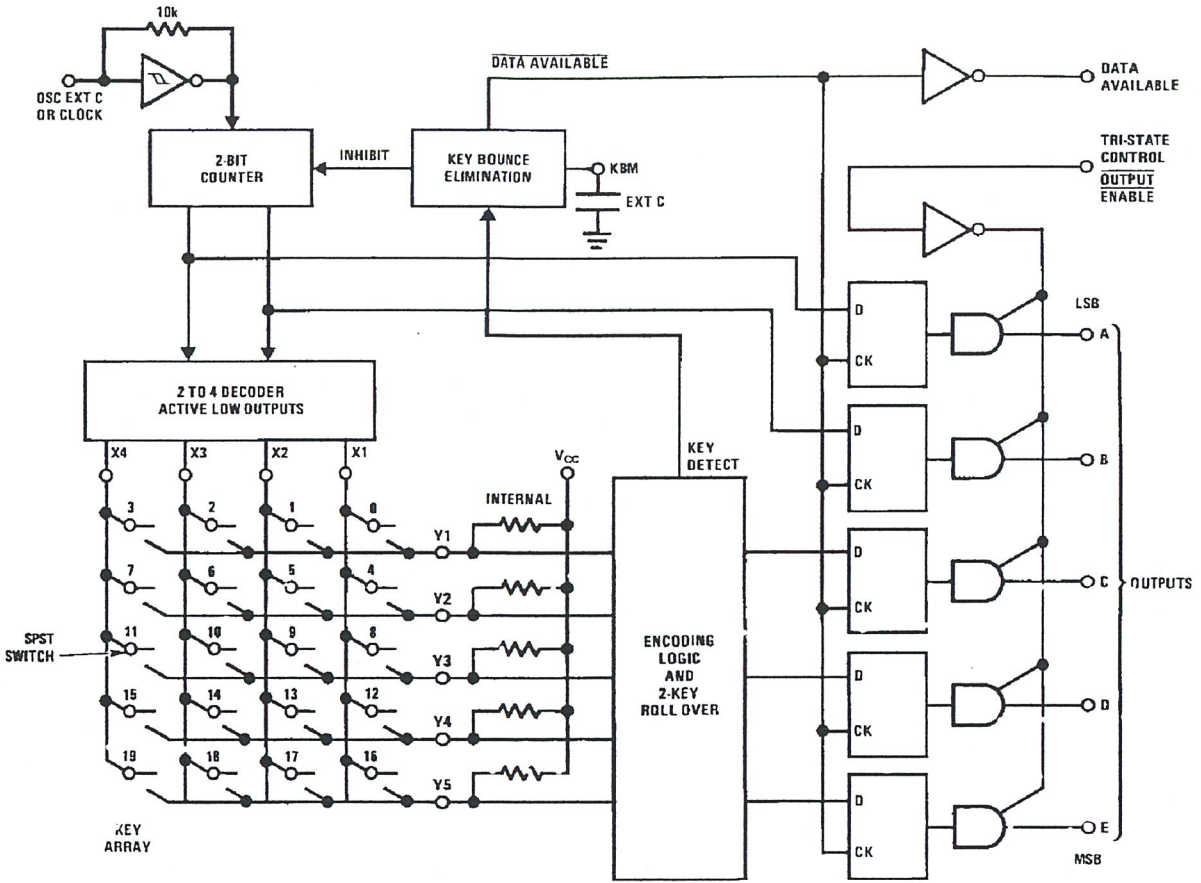 10k
OSC EXT C
OR CLOCK
DATA AVAILABLE
DATA
AVAILABLE
2-BIT
COUNTER
INHIBIT
KEY BOUNCE
ELIMINATION
KBM
EXT C
TRI-STATE
CONTROL
OUTPUT
ENABLE
2 TO 4 DECODER
ACTIVE LOW OUTPUTS
X4 X3 X2 X1
VCC
KEY
DETECT
INTERNAL
3 2 1 0
Y1
7 6 5 4
Y2
11 10 9 8
Y3
SPST
SWITCH
15 14 13 12
Y4
19 18 17 16
Y5
KEY
ARRAY
ENCODING
LOGIC
AND
2-KEY
ROLL OVER
D
CK
LSB
A
D
CK
B
D
CK
C
OUTPUTS
D
CK
D
D
CK
E
MSB